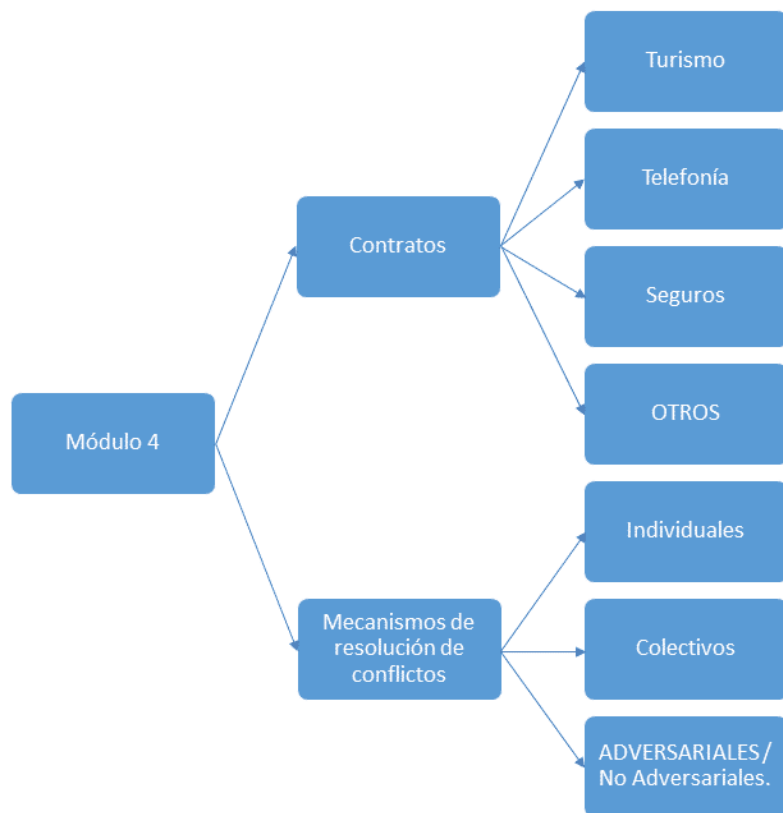 Módulo 4
Contratos
Turismo
Telefonía
Seguros
OTROS
Mecanismos de
resolución de
conflictos
Individuales
Colectivos
ADVERSARIALES/
No Adversariales.